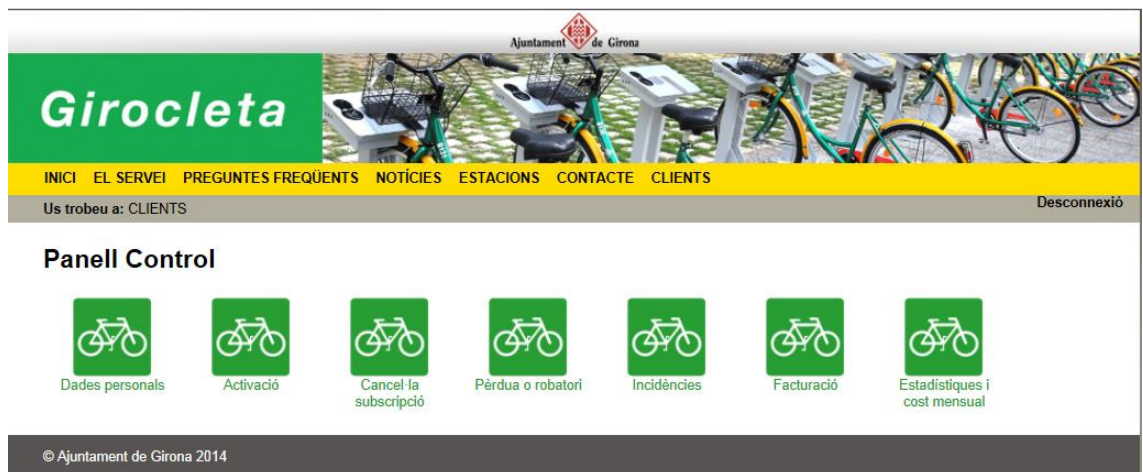 Ajuntament de Girona
Girocleta
INICI EL SERVEI PREGUNTES FREQÜENTS NOTÍCIES ESTACIONS CONTACTE CLIENTS
Us trobeu a: CLIENTS
Desconnexió
Panell Control
Dades personals
Activació
Cancel·la
subscripció
Pèrdua o robatori
Incidències
Facturació
Estadístiques i
cost mensual
© Ajuntament de Girona 2014